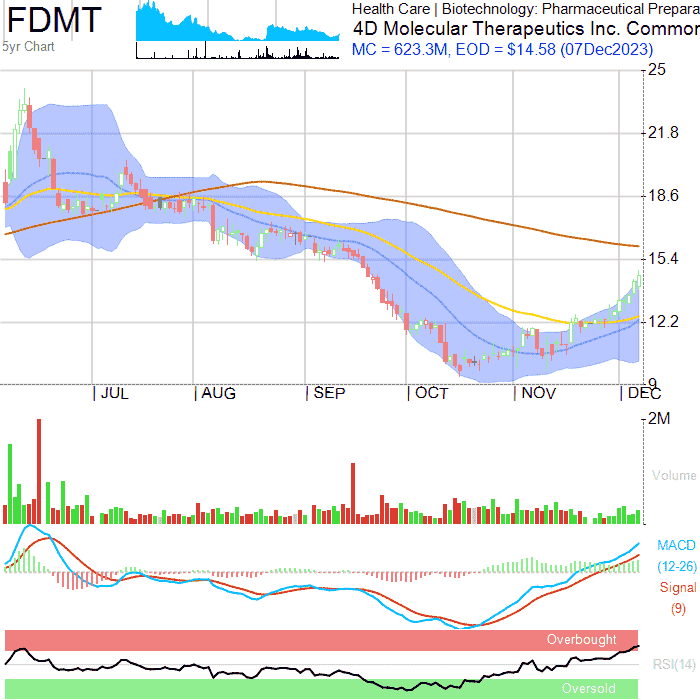 FDMT
5yr Chart
Health Care | Biotechnology: Pharmaceutical Prepara
4D Molecular Therapeutics Inc. Common
MC = 623.3M, EOD = $14.58 (07Dec2023)
25
21.8
18.6
15.4
12.2
9
JUL AUG SEP OCT NOV DEC
2M
Volume
MACD
(12-26)
Signal
(9)
Overbought
RSI(14)
Oversold